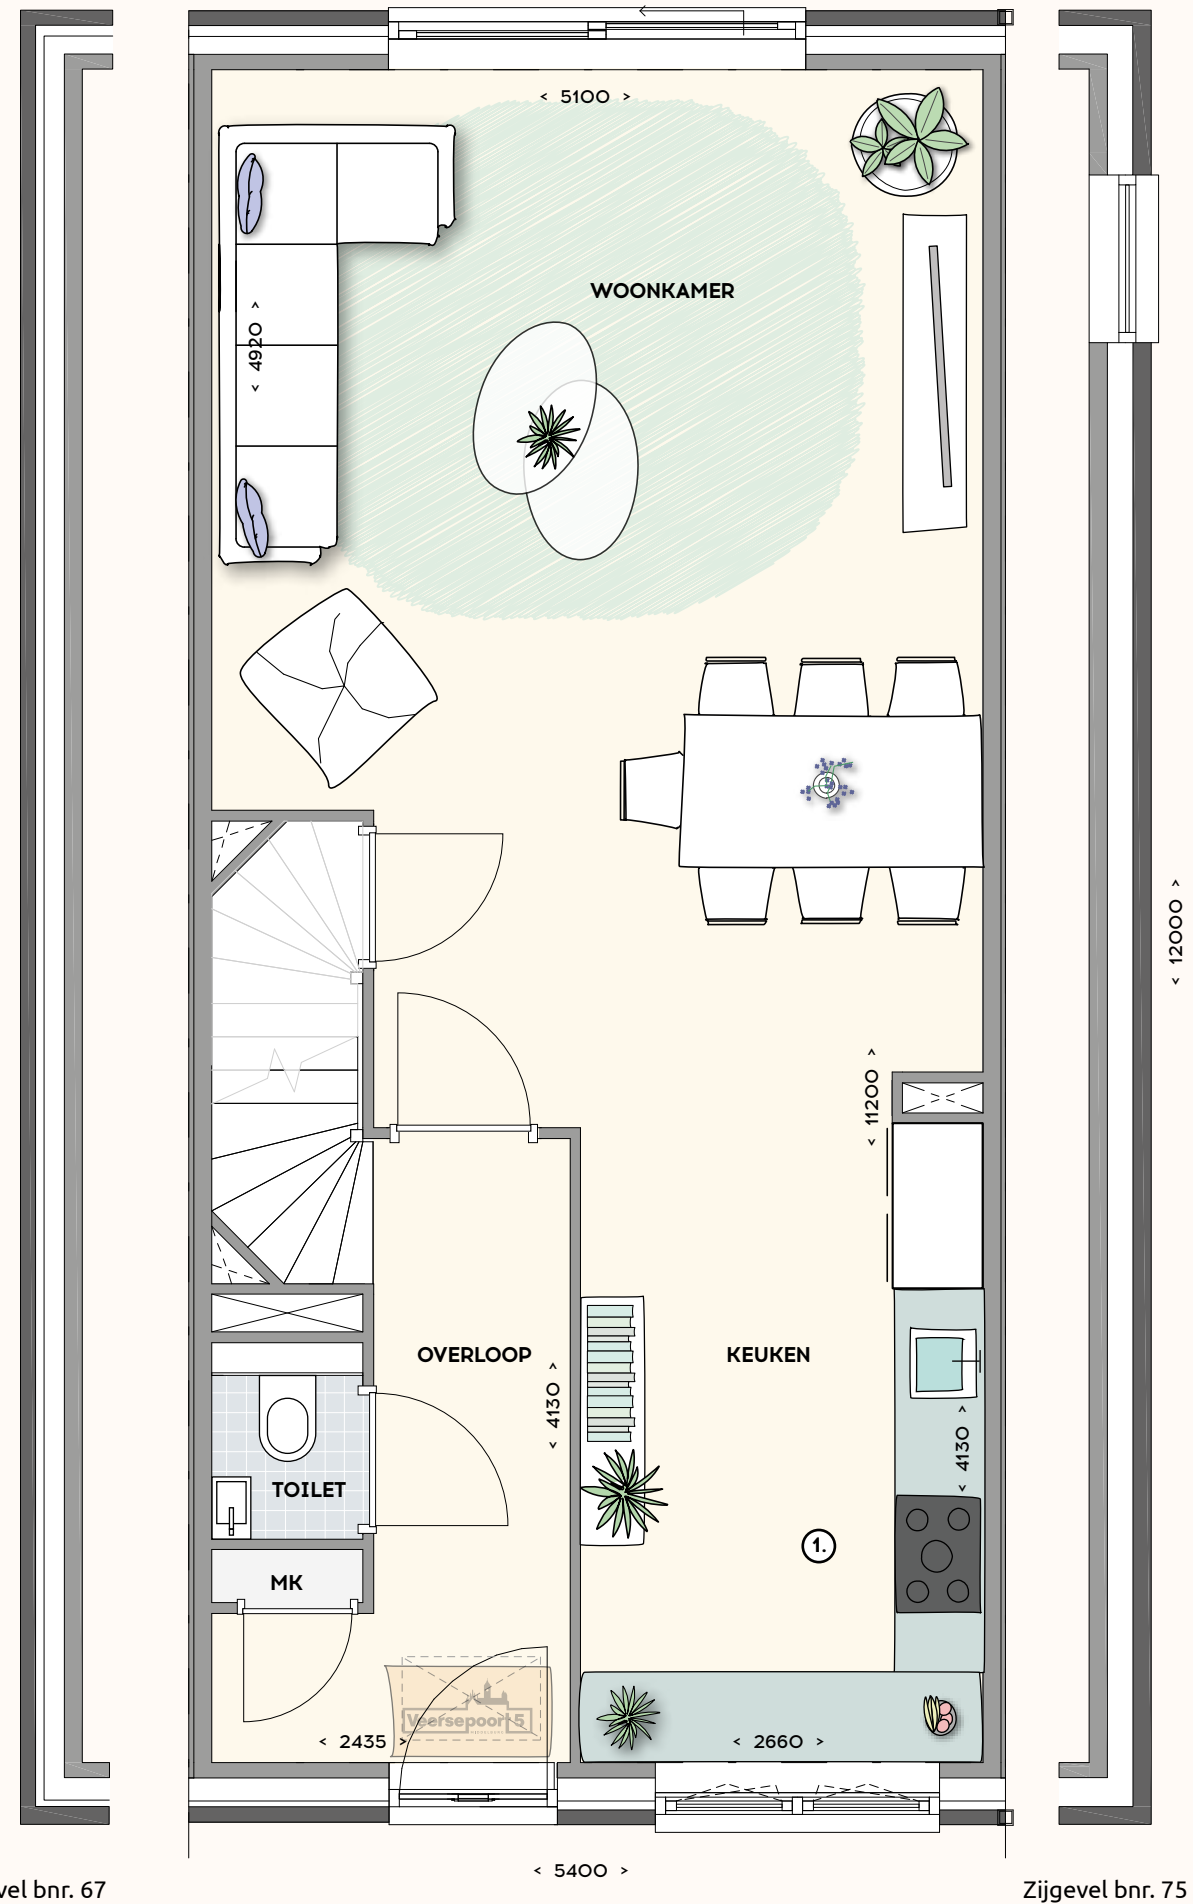 < 5100 >
WOONKAMER
< 4920 >
< 12000 >
< 11200 >
OVERLOOP
KEUKEN
< 4130 >
< 4130 >
TOILET
1.
MK
Veersepoort 5
< 2435 >
< 2660 >
< 5400 >
vel bnr. 67
Zijgevel bnr. 75